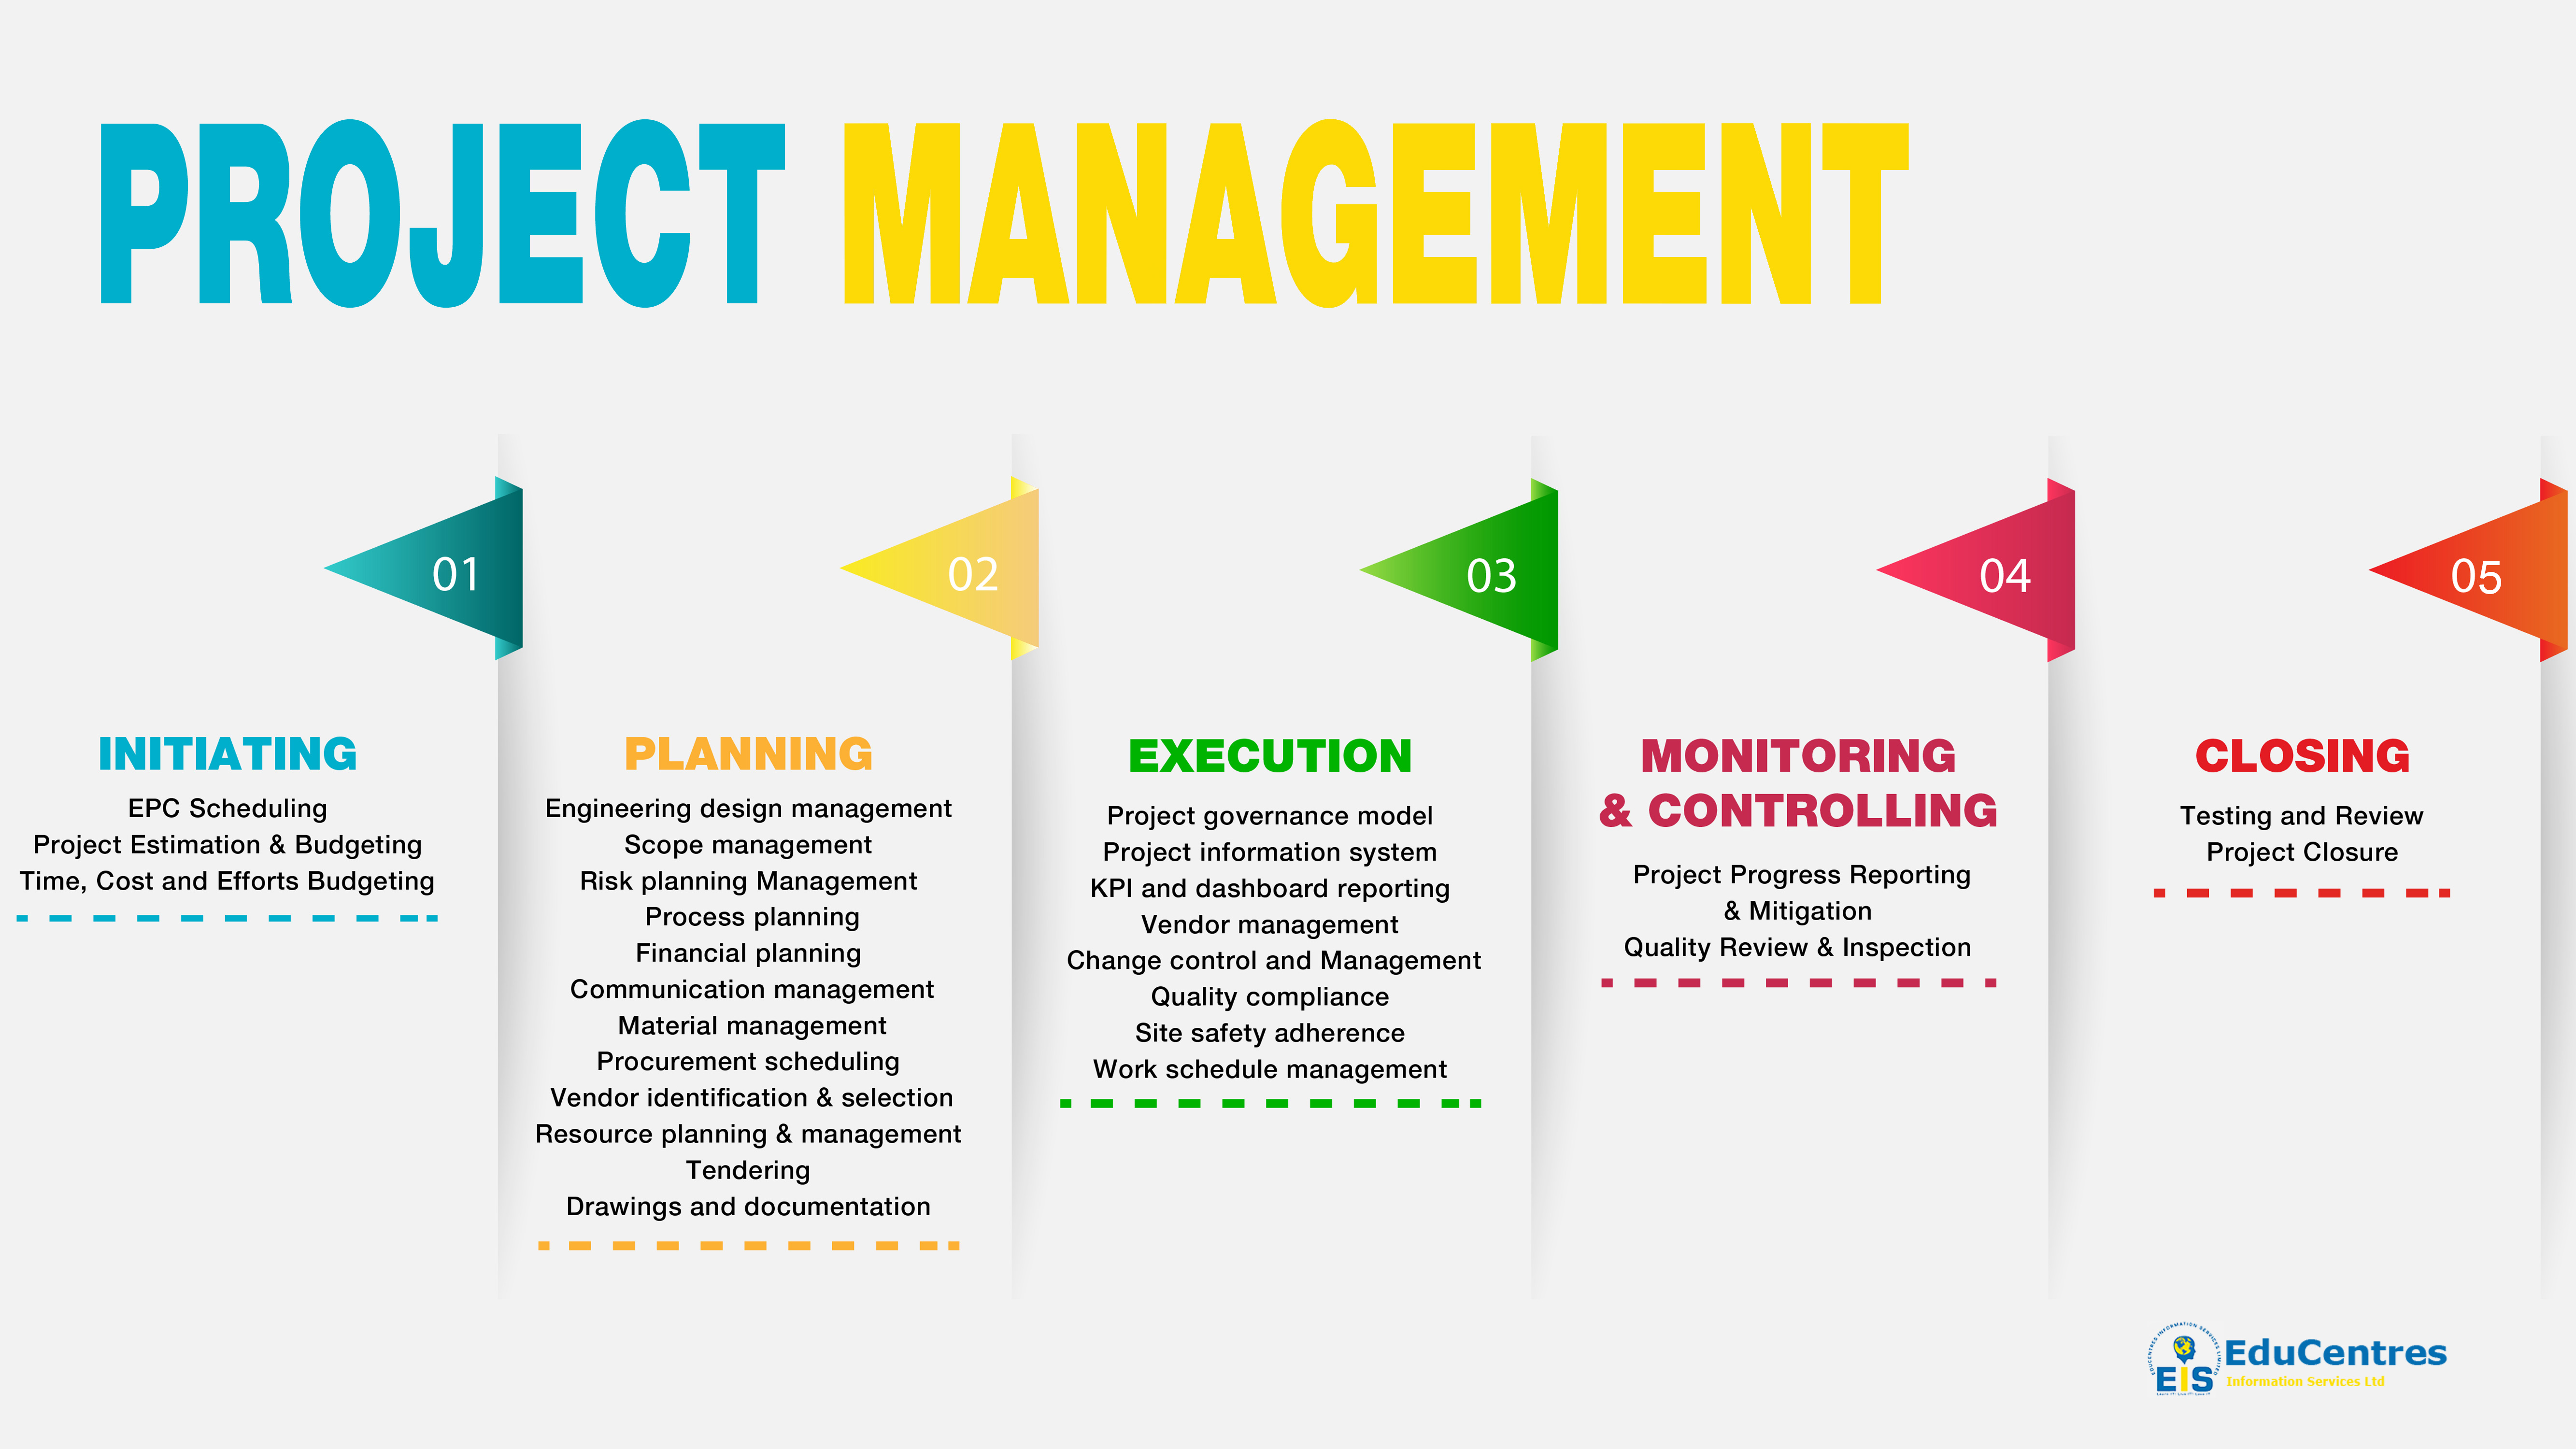 PROJECT MANAGEMENT
01
INITIATING
EPC Scheduling
Project Estimation & Budgeting
Time, Cost and Efforts Budgeting
02
PLANNING
Engineering design management
Scope management
Risk planning Management
Process planning
Financial planning
Communication management
Material management
Procurement scheduling
Vendor identification & selection
Resource planning & management
Tendering
Drawings and documentation
03
EXECUTION
Project governance model
Project information system
KPI and dashboard reporting
Vendor management
Change control and Management
Quality compliance
Site safety adherence
Work schedule management
04
MONITORING
& CONTROLLING
Project Progress Reporting
& Mitigation
Quality Review & Inspection
05
CLOSING
Testing and Review
Project Closure
EDUCENTRES INFORMATION SERVICES LIMITED
EIS
EduCentres
Information Services Ltd